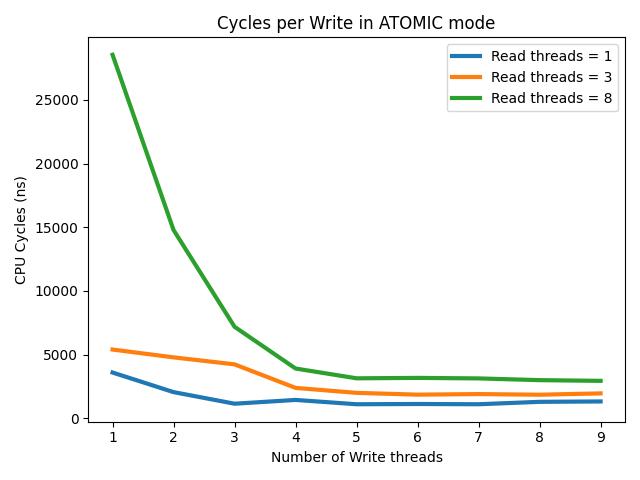 Cycles per Write in ATOMIC mode
Read threads = 1
Read threads = 3
Read threads = 8
CPU Cycles (ns)
25000
20000
15000
10000
5000
0
1 2 3 4 5 6 7 8 9
Number of Write threads